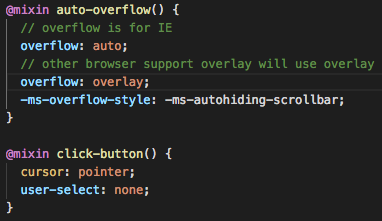 @mixin auto-overflow() {
// overflow is for IE
overflow: auto;
// other browser support overlay will use overlay
overflow: overlay;
-ms-overflow-style: -ms-autohiding-scrollbar;
}
@mixin click-button() {
cursor: pointer;
user-select: none;
}